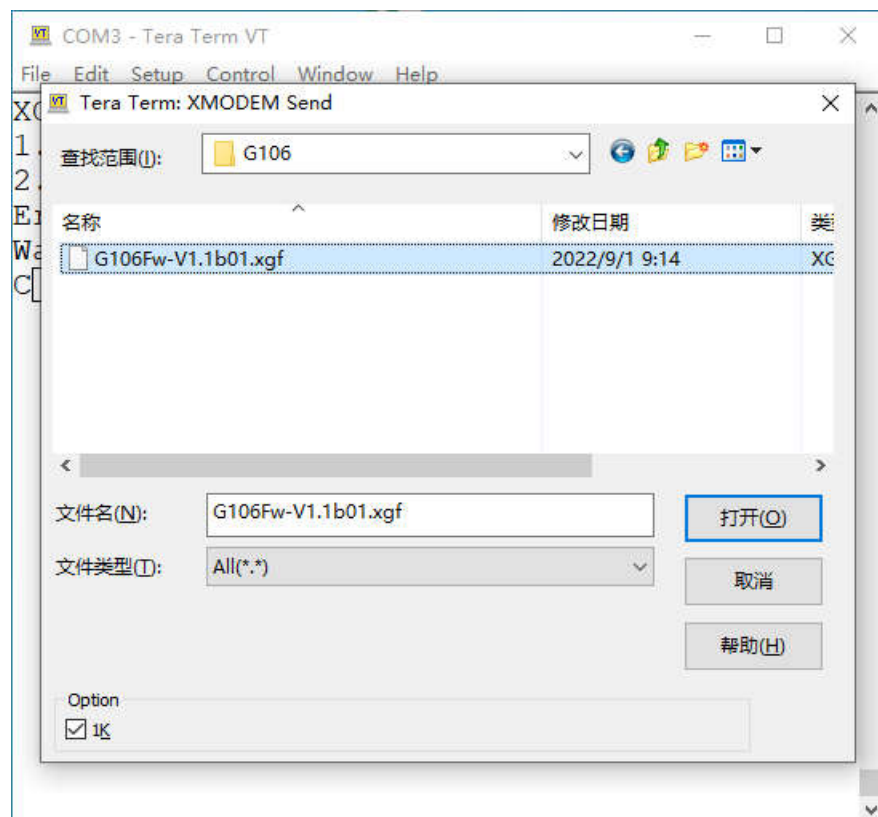 COM3 - Tera Term VT
File Edit Setup Control Window Help
Tera Term: XMODEM Send
1.
2.
查找范围(I):
G106
名称
修改日期
G106Fw-V1.1b01.xgf
2022/9/1 9:14
C
文件名(N):
G106Fw-V1.1b01.xgf
打开(O)
文件类型(T):
All(*.*)
取消
帮助(H)
Option
1K